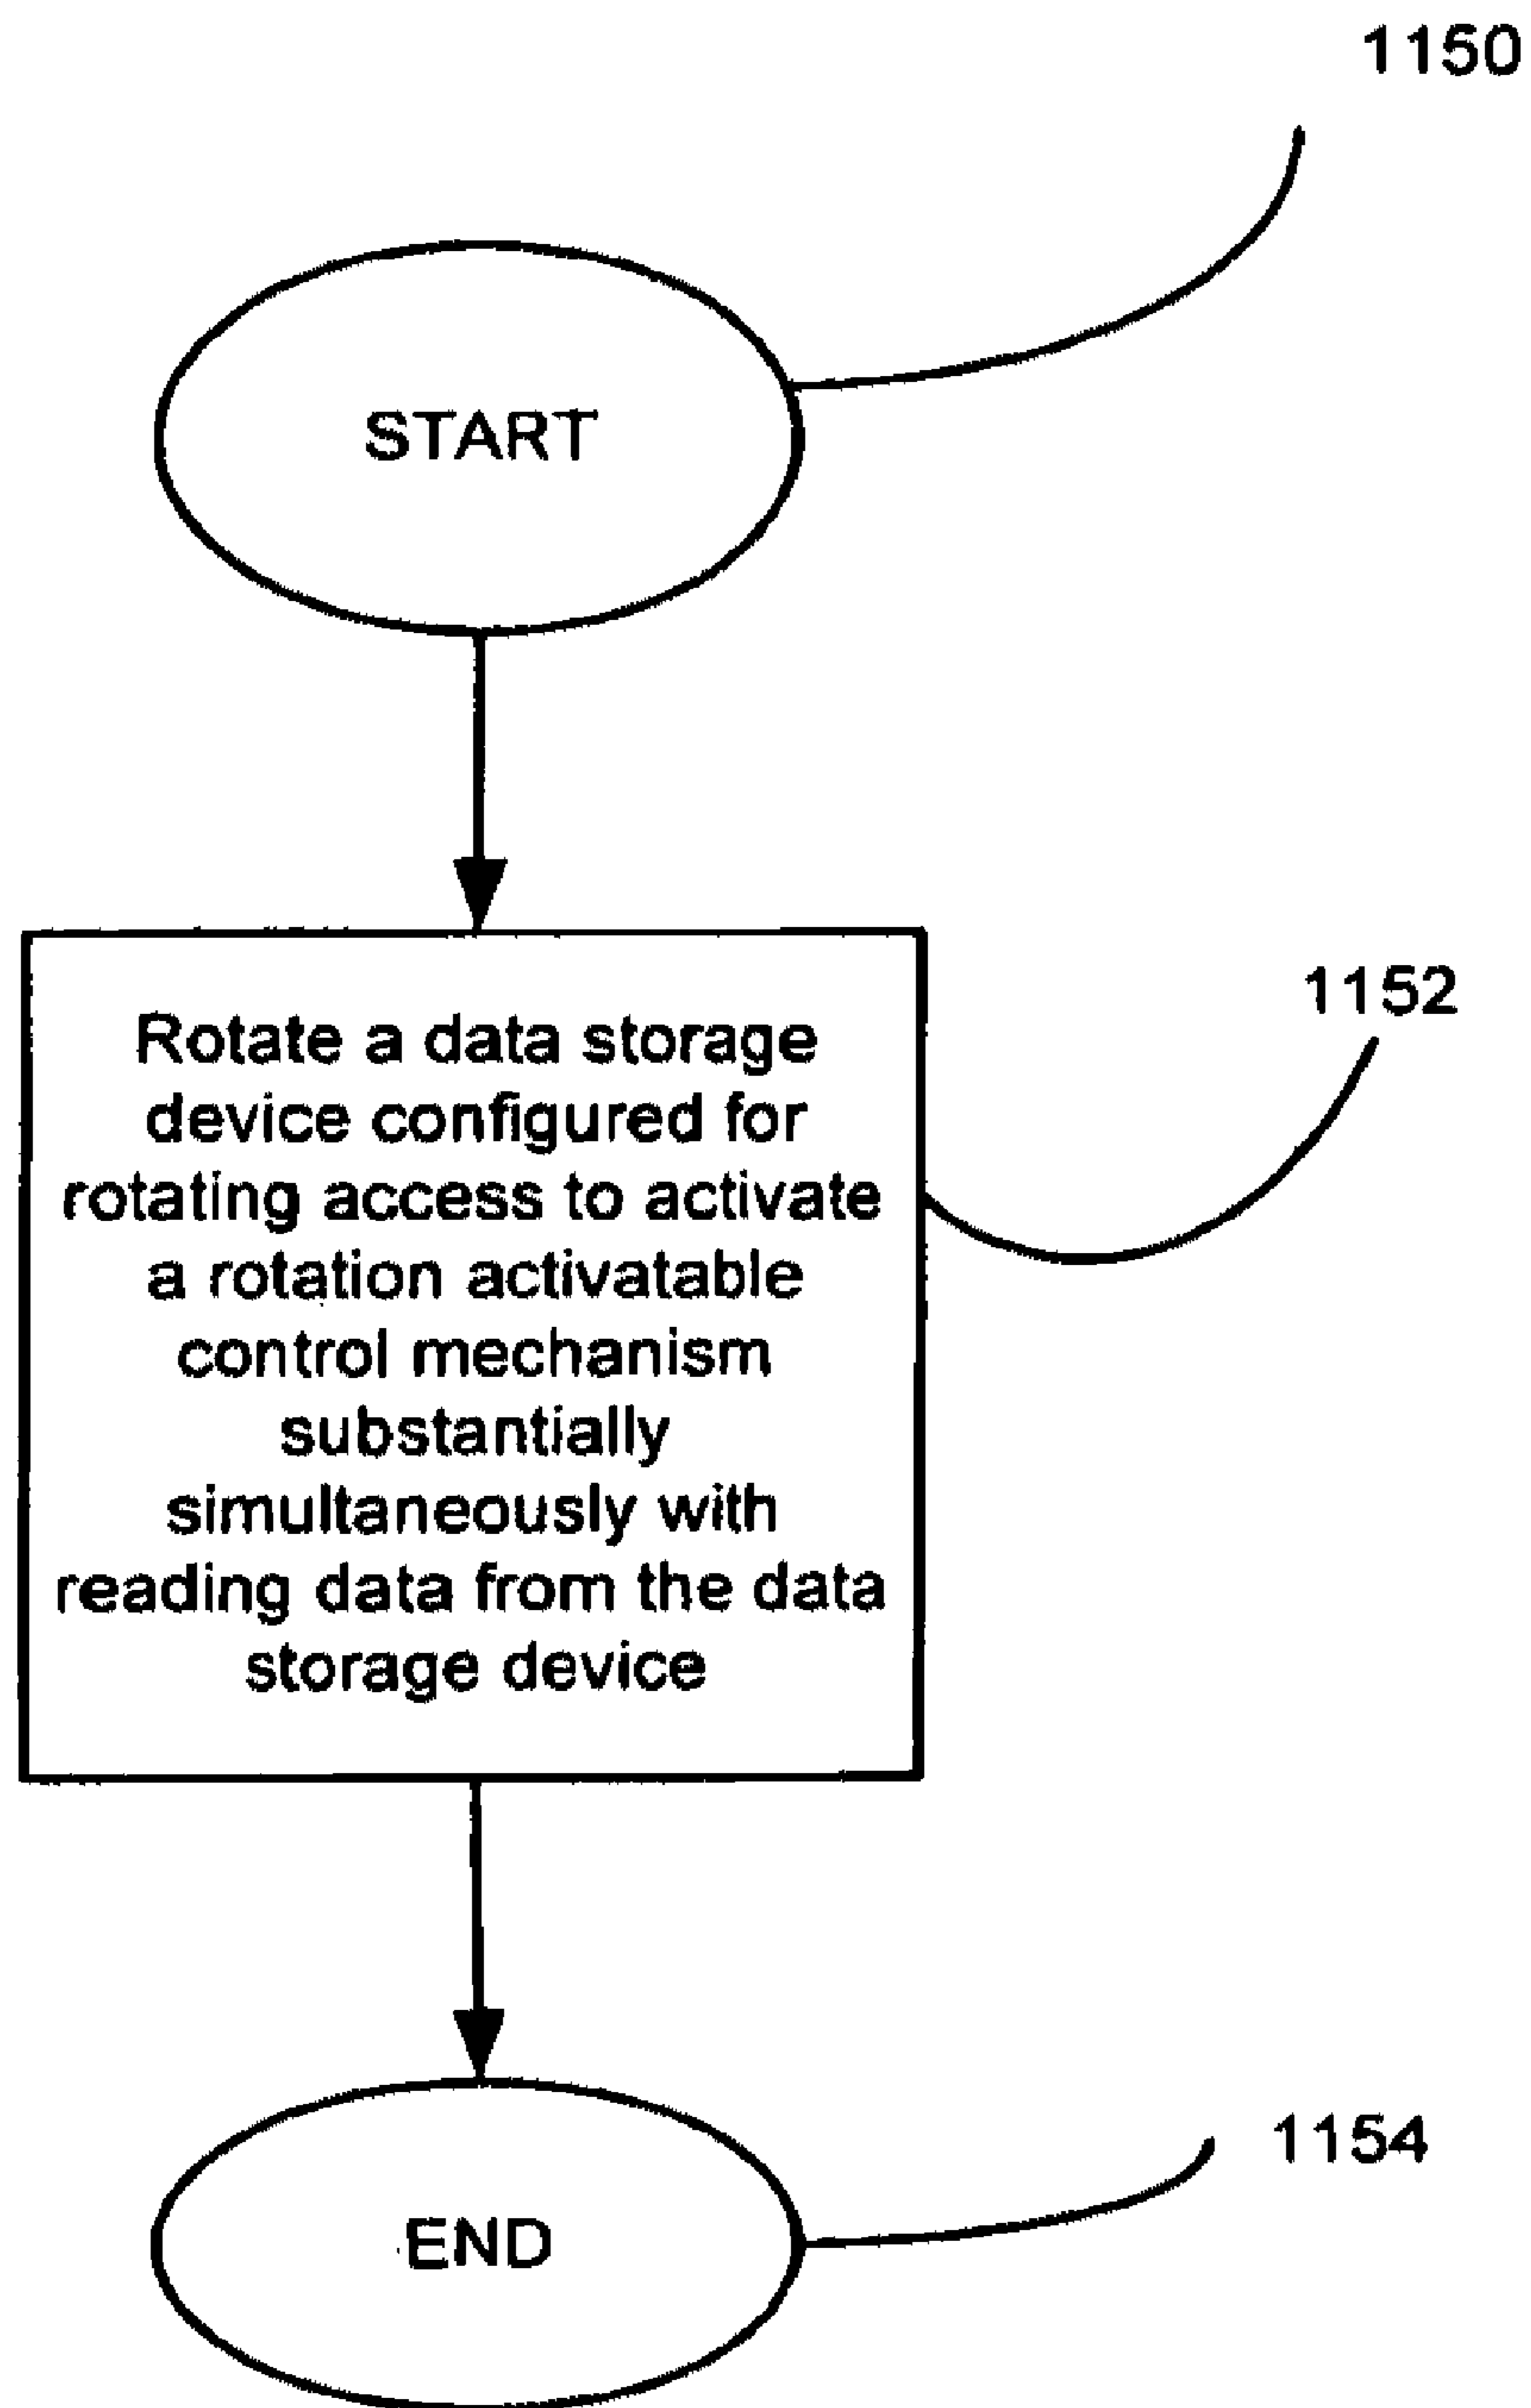 1150
START
1152
Rotate a data storage
device configured for
rotating access to activate
a rotation activatable
control mechanism
substantially
simultaneously with
reading data from the data
storage device
1154
END